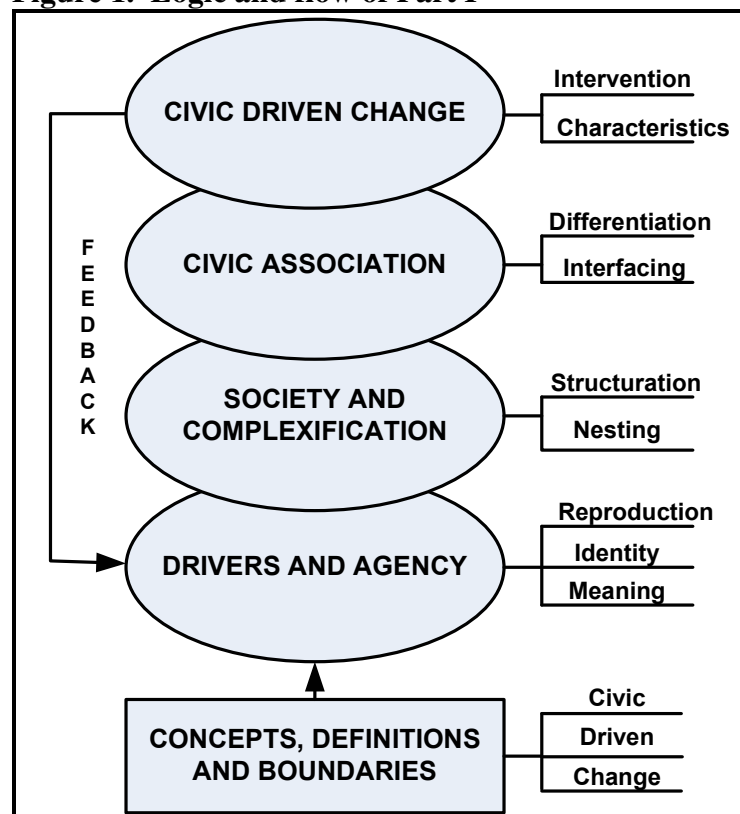 Figure 1. Logic and flow of Part I
CIVIC DRIVEN CHANGE
Intervention
Characteristics
CIVIC ASSOCIATION
Differentiation
Interfacing
FEEDBACK
SOCIETY AND
COMPLEXIFICATION
Structuration
Nesting
DRIVERS AND AGENCY
Reproduction
Identity
Meaning
CONCEPTS, DEFINITIONS
AND BOUNDARIES
Civic
Driven
Change